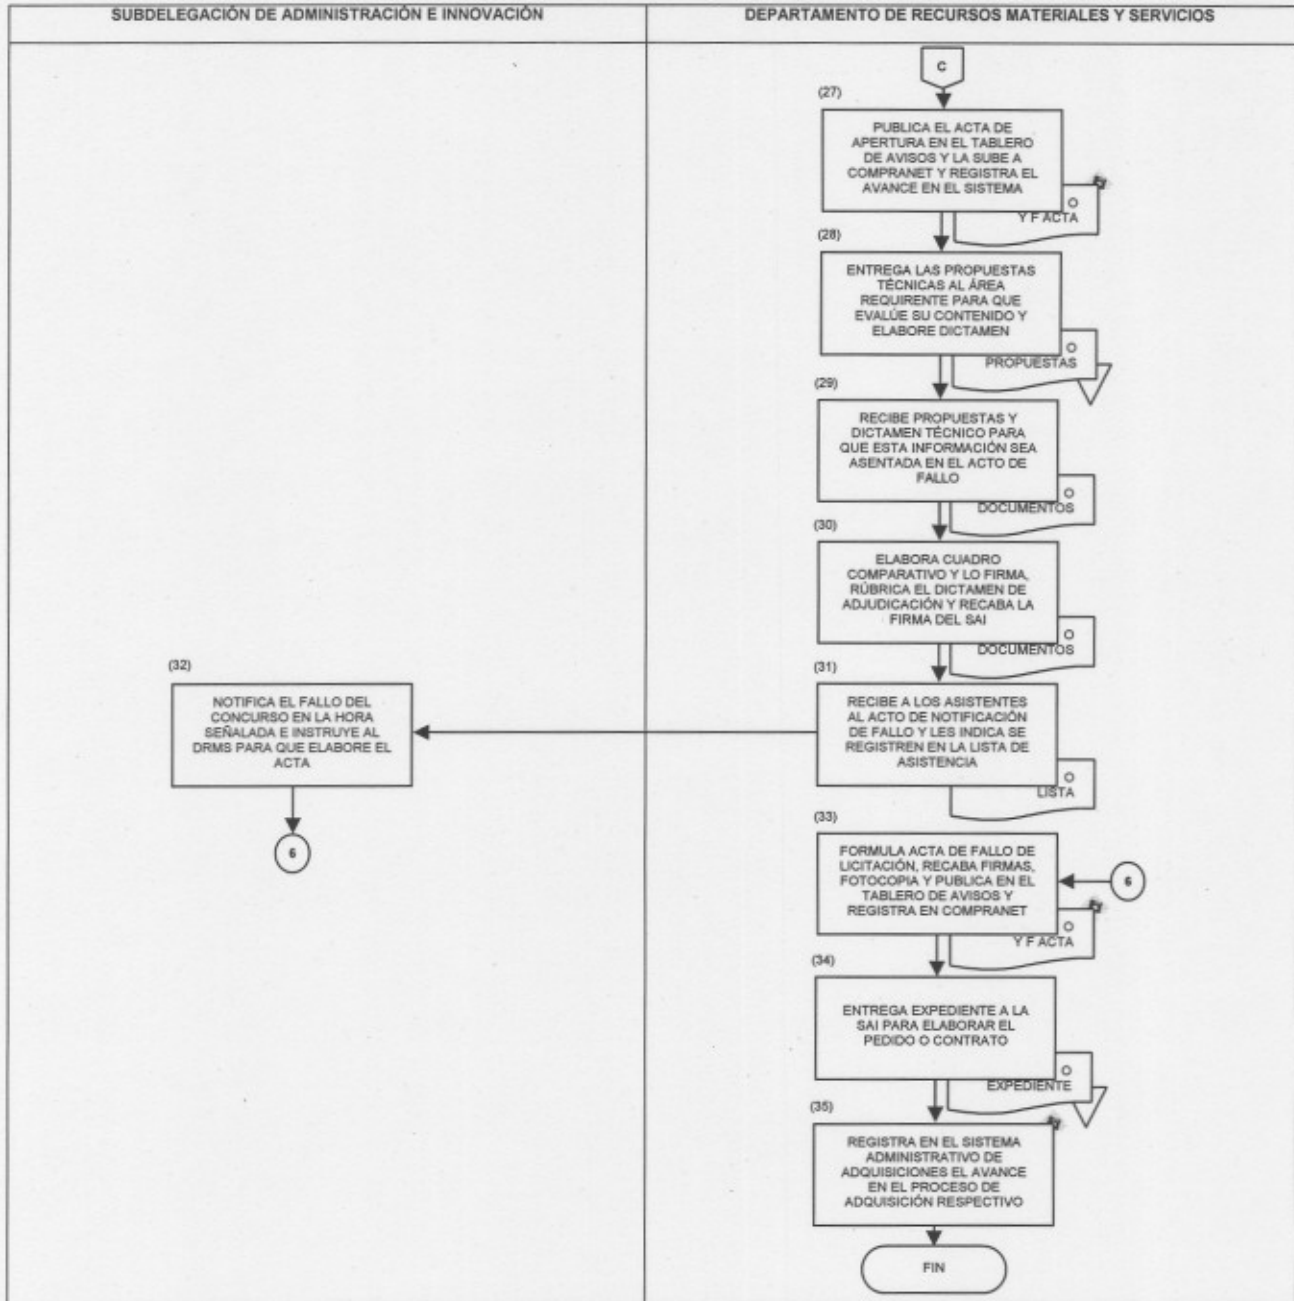 SUBDELEGACIÓN DE ADMINISTRACIÓN E INNOVACIÓN
DEPARTAMENTO DE RECURSOS MATERIALES Y SERVICIOS
C
(27)
PUBLICA EL ACTA DE
APERTURA EN EL TABLERO
DE AVISOS Y LA SUBE A
COMPRANET Y REGISTRA EL
AVANCE EN EL SISTEMA
O
Y F ACTA
(28)
ENTREGA LAS PROPUESTAS
TÉCNICAS AL ÁREA
REQUIRENTE PARA QUE
EVALÚE SU CONTENIDO Y
ELABORE DICTAMEN
O
PROPUESTAS
(29)
RECIBE PROPUESTAS Y
DICTAMEN TÉCNICO PARA
QUE ESTA INFORMACIÓN SEA
ASENTADA EN EL ACTO DE
FALLO
O
DOCUMENTOS
(30)
ELABORA CUADRO
COMPARATIVO Y LO FIRMA,
RÚBRICA EL DICTAMEN DE
ADJUDICACIÓN Y RECABA LA
FIRMA DEL SAI
O
DOCUMENTOS
(31)
RECIBE A LOS ASISTENTES
AL ACTO DE NOTIFICACIÓN
DE FALLO Y LES INDICA SE
REGISTREN EN LA LISTA DE
ASISTENCIA
O
LISTA
(32)
NOTIFICA EL FALLO DEL
CONCURSO EN LA HORA
SEÑALADA E INSTRUYE AL
DRMS PARA QUE ELABORE EL
ACTA
6
(33)
FORMULA ACTA DE FALLO DE
LICITACIÓN, RECABA FIRMAS,
FOTOCOPIA Y PUBLICA EN EL
TABLERO DE AVISOS Y
REGISTRA EN COMPRANET
6
O
Y F ACTA
(34)
ENTREGA EXPEDIENTE A LA
SAI PARA ELABORAR EL
PEDIDO O CONTRATO
O
EXPEDIENTE
(35)
REGISTRA EN EL SISTEMA
ADMINISTRATIVO DE
ADQUISICIONES EL AVANCE
EN EL PROCESO DE
ADQUISICIÓN RESPECTIVO
FIN